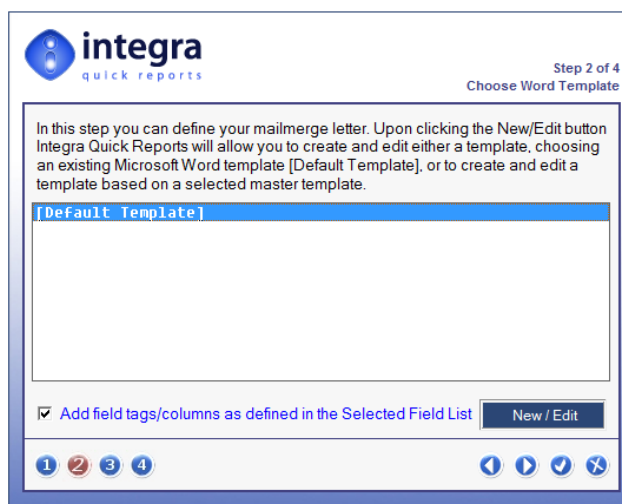 integra
quick reports
Step 2 of 4
Choose Word Template
In this step you can define your mailmerge letter. Upon clicking the New/Edit button
Integra Quick Reports will allow you to create and edit either a template, choosing
an existing Microsoft Word template [Default Template], or to create and edit a
template based on a selected master template.
[Default Template]
Add field tags/columns as defined in the Selected Field List
New / Edit
1 2 3 4